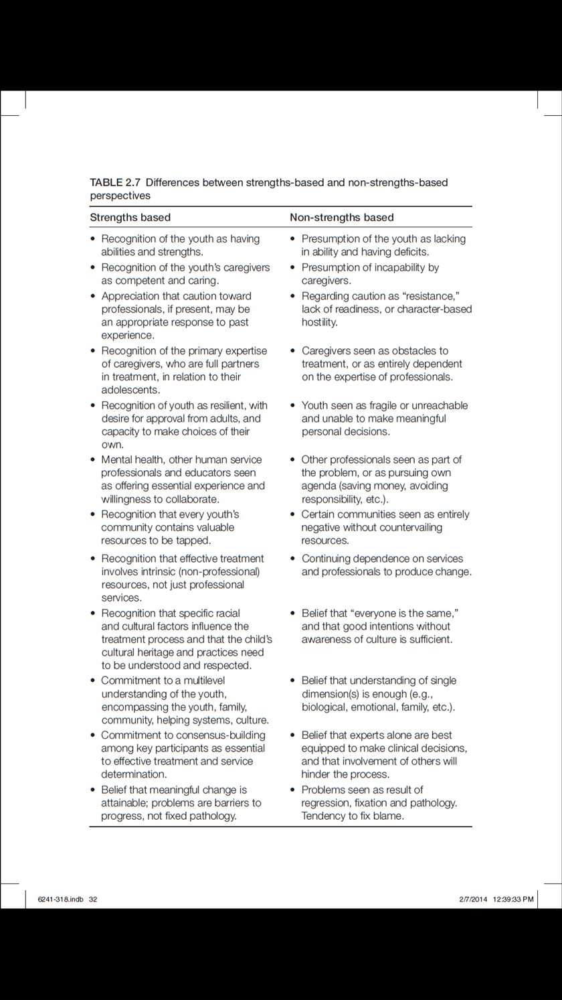 TABLE 2.7 Differences between strengths-based and non-strengths-based
perspectives
Strengths based
Non-strengths based
• Recognition of the youth as having
abilities and strengths.
• Presumption of the youth as lacking
in ability and having deficits.
• Recognition of the youth’s caregivers
as competent and caring.
• Presumption of incapability by
caregivers.
• Appreciation that caution toward
professionals, if present, may be
an appropriate response to past
experience.
• Regarding caution as “resistance,”
lack of readiness, or character-based
hostility.
• Recognition of the primary expertise
of caregivers, who are full partners
in treatment, in relation to their
adolescents.
• Caregivers seen as obstacles to
treatment, or as entirely dependent
on the expertise of professionals.
• Recognition of youth as resilient, with
desire for approval from adults, and
capacity to make choices of their
own.
• Youth seen as fragile or unreachable
and unable to make meaningful
personal decisions.
• Mental health, other human service
professionals and educators seen
as offering essential experience and
willingness to collaborate.
• Other professionals seen as part of
the problem, or as pursuing own
agenda (saving money, avoiding
responsibility, etc.).
• Recognition that every youth’s
community contains valuable
resources to be tapped.
• Certain communities seen as entirely
negative without countervailing
resources.
• Recognition that effective treatment
involves intrinsic (non-professional)
resources, not just professional
services.
• Continuing dependence on services
and professionals to produce change.
• Recognition that specific racial
and cultural factors influence the
treatment process and that the child’s
cultural heritage and practices need
to be understood and respected.
• Belief that “everyone is the same,”
and that good intentions without
awareness of culture is sufficient.
• Commitment to a multilevel
understanding of the youth,
encompassing the youth, family,
community, helping systems, culture.
• Belief that understanding of single
dimension(s) is enough (e.g.,
biological, emotional, family, etc.).
• Commitment to consensus-building
among key participants as essential
to effective treatment and service
determination.
• Belief that experts alone are best
equipped to make clinical decisions,
and that involvement of others will
hinder the process.
• Belief that meaningful change is
attainable; problems are barriers to
progress, not fixed pathology.
• Problems seen as result of
regression, fixation and pathology.
Tendency to fix blame.
6241-318.indb 32
2/7/2014 12:39:33 PM